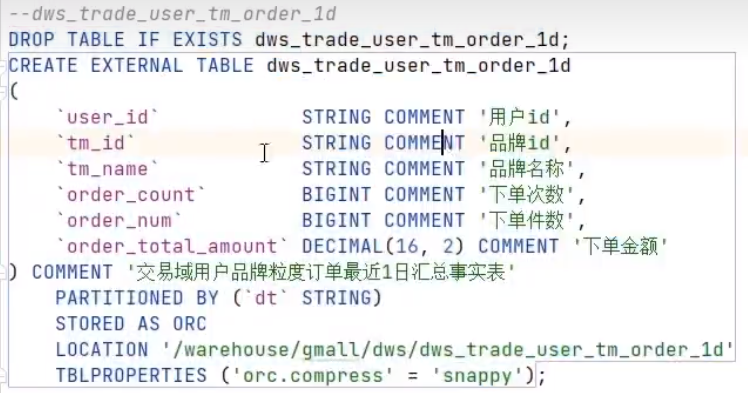 --dws_trade_user_tm_order_1d
DROP TABLE IF EXISTS dws_trade_user_tm_order_1d;
CREATE EXTERNAL TABLE dws_trade_user_tm_order_1d
(
    `user_id`            STRING COMMENT '用户id',
    `tm_id`              STRING COMMENT '品牌id',
    `tm_name`            STRING COMMENT '品牌名称',
    `order_count`        BIGINT COMMENT '下单次数',
    `order_num`          BIGINT COMMENT '下单件数',
    `order_total_amount` DECIMAL(16, 2) COMMENT '下单金额'
) COMMENT '交易域用户品牌粒度订单最近1日汇总事实表'
    PARTITIONED BY (`dt` STRING)
    STORED AS ORC
    LOCATION '/warehouse/gmall/dws/dws_trade_user_tm_order_1d'
    TBLPROPERTIES ('orc.compress' = 'snappy');